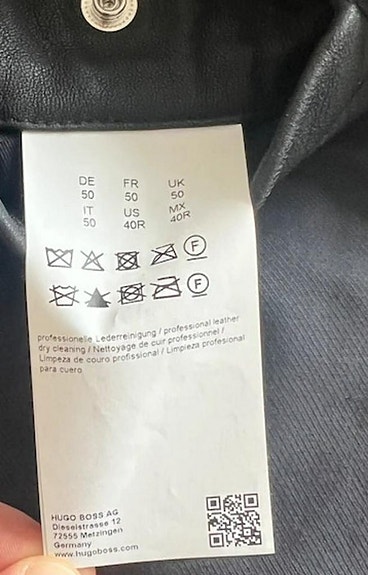 DE FR UK
50 50 50
IT US MX
50 40R 40R
F
F
professionelle Lederreinigung / professional leather
dry cleaning / Nettoyage de cuir professionnel /
Limpeza de couro profissional / Limpieza profesional
para cuero
HUGO BOSS AG
Dieselstrasse 12
72555 Metzingen
Germany
www.hugoboss.com